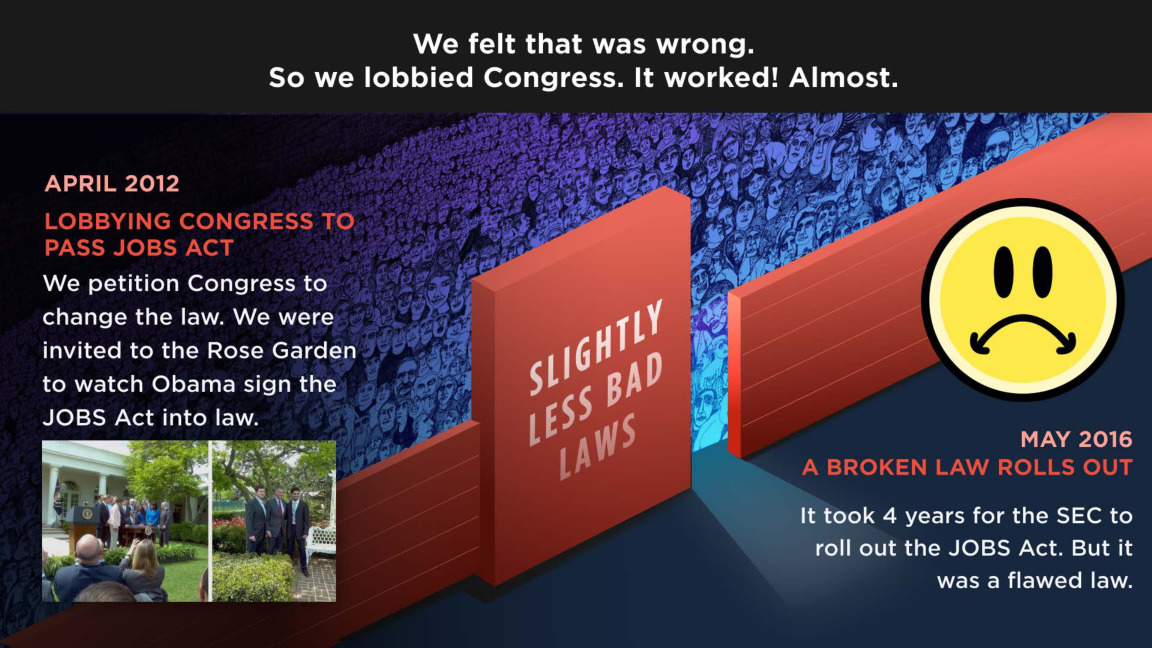 We felt that was wrong.
So we lobbied Congress. It worked! Almost.
APRIL 2012
LOBBYING CONGRESS TO
PASS JOBS ACT
We petition Congress to
change the law. We were
invited to the Rose Garden
to watch Obama sign the
JOBS Act into law.
SLIGHTLY
LESS BAD
LAWS
MAY 2016
A BROKEN LAW ROLLS OUT
It took 4 years for the SEC to
roll out the JOBS Act. But it
was a flawed law.